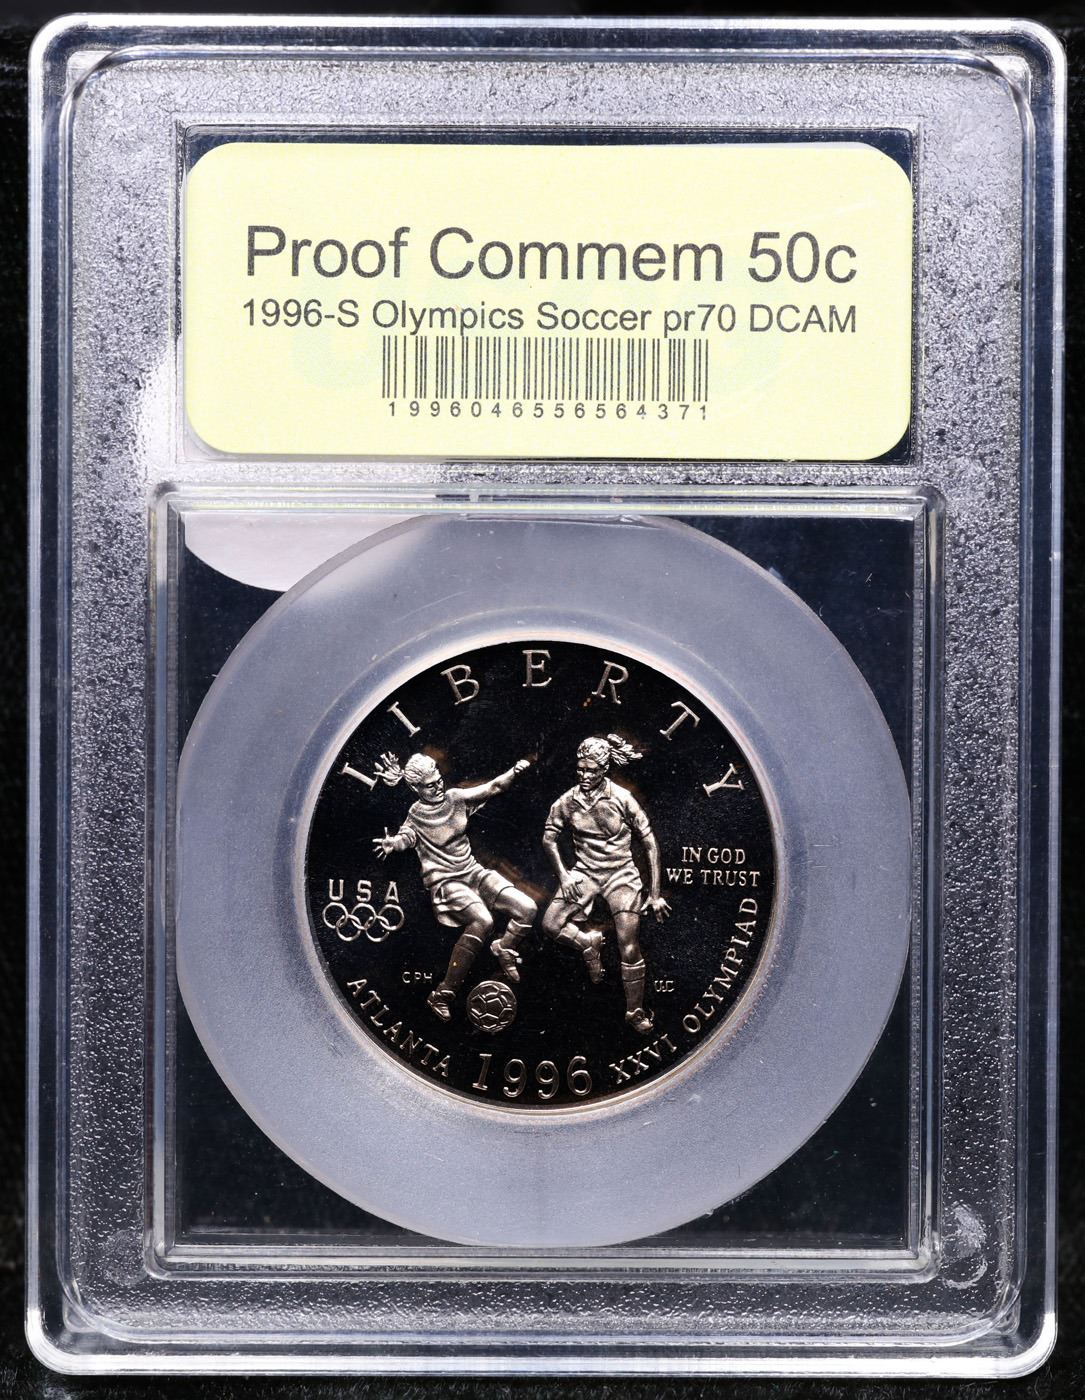 Proof Commem 50c
1996-S Olympics Soccer pr70 DCAM
1996046556564371
LIBERTY
IN GOD
WE TRUST
USA
CPH
ATLANTA 1996 XXVI OLYMPIAD